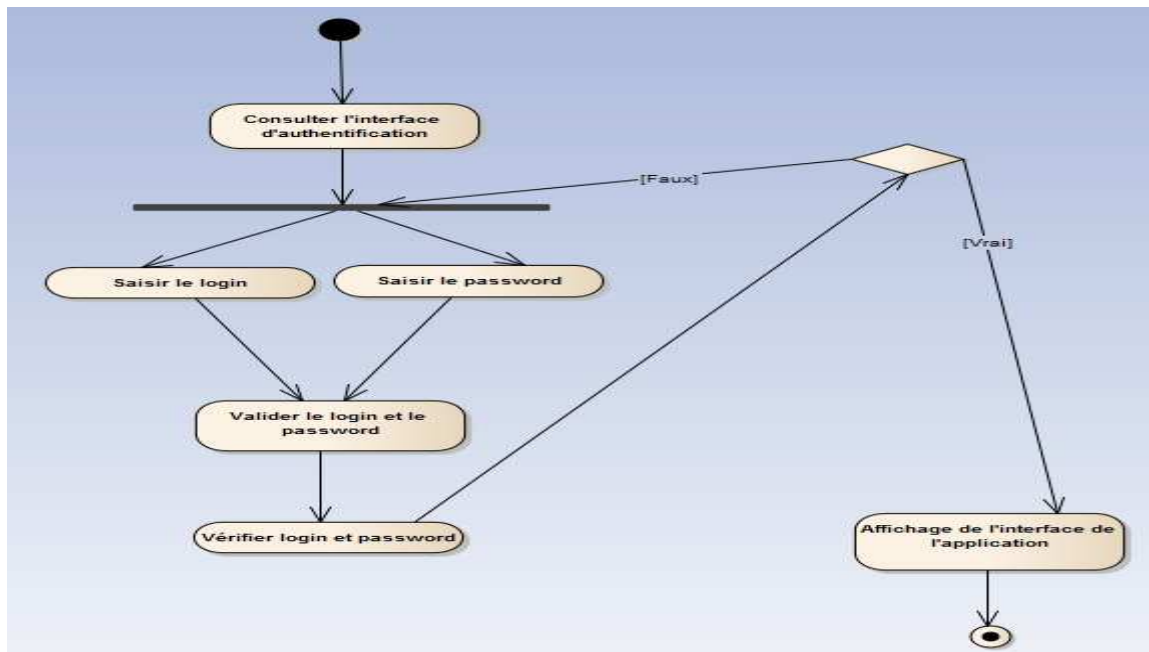 Consulter l'interface
d'authentification
[Faux]
[Vrai]
Saisir le login
Saisir le password
Valider le login et le
password
Vérifier login et password
Affichage de l'interface de
l'application